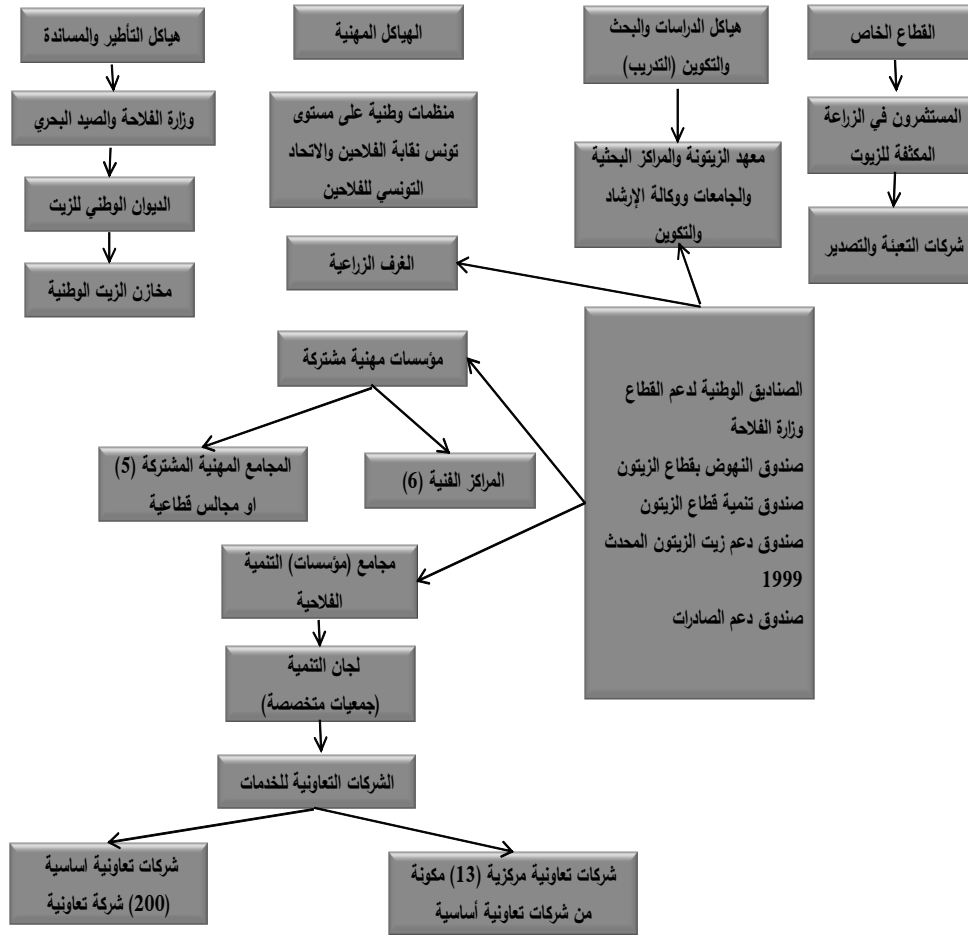 القطاع الخاص
المستثمرون في الزراعة
المكثفة للزيوت
شركات التعبئة والتصدير
هياكل الدراسات والبحث
والتكوين (التدريب)
معهد الزيتونة والمراكز البحثية
والجامعات ووكالة الإرشاد
والتكوين
الصناديق الوطنية لدعم القطاع
وزارة الفلاحة
صندوق النهوض بقطاع الزيتون
صندوق تنمية قطاع الزيتون
صندوق دعم زيت الزيتون المحدث
1999
صندوق دعم الصادرات
الهياكل المهنية
منظمات وطنية على مستوى
تونس نقابة الفلاحين والاتحاد
التونسي للفلاحين
الغرف الزراعية
مؤسسات مهنية مشتركة
المراكز الفنية (6)
المجامع المهنية المشتركة (5)
او مجالس قطاعية
مجامع (مؤسسات) التنمية
الفلاحية
لجان التنمية
(جمعيات متخصصة)
الشركات التعاونية للخدمات
شركات تعاونية مركزية (13) مكونة
من شركات تعاونية أساسية
شركات تعاونية اساسية
(200) شركة تعاونية
هياكل التأطير والمساندة
وزارة الفلاحة والصيد البحري
الديوان الوطني للزيت
مخازن الزيت الوطنية